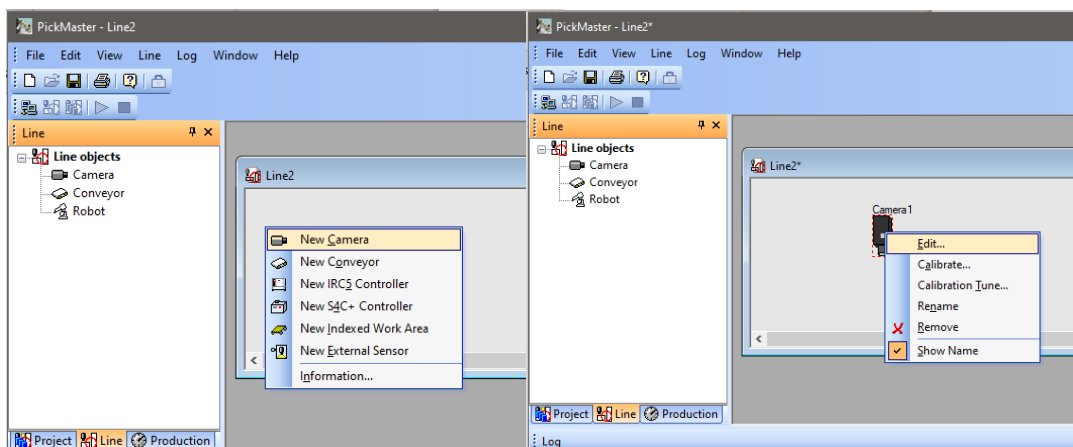 PickMaster - Line2
File Edit View Line Log Window Help
Line
Line objects
Camera
Conveyor
Robot
Line2
New Camera
New Conveyor
New IRC5 Controller
New S4C+ Controller
New Indexed Work Area
New External Sensor
Information...
Project Line Production
PickMaster - Line2*
File Edit View Line Log Window Help
Line
Line objects
Camera
Conveyor
Robot
Line2*
Camera1
Edit...
Calibrate...
Calibration Tune...
Rename
Remove
Show Name
Project Line Production
Log